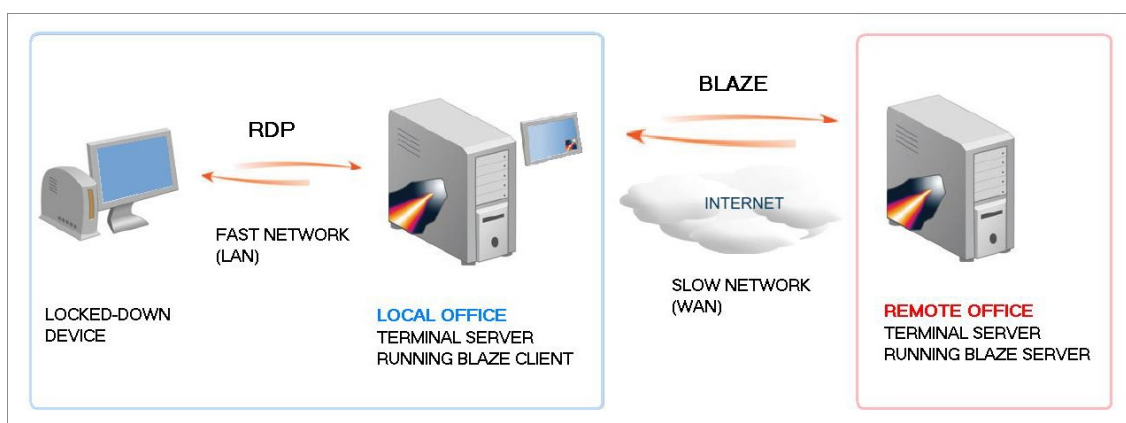 BLAZE
RDP
INTERNET
FAST NETWORK
(LAN)
SLOW NETWORK
(WAN)
LOCKED-DOWN
DEVICE
LOCAL OFFICE
TERMINAL SERVER
RUNNING BLAZE CLIENT
REMOTE OFFICE
TERMINAL SERVER
RUNNING BLAZE SERVER